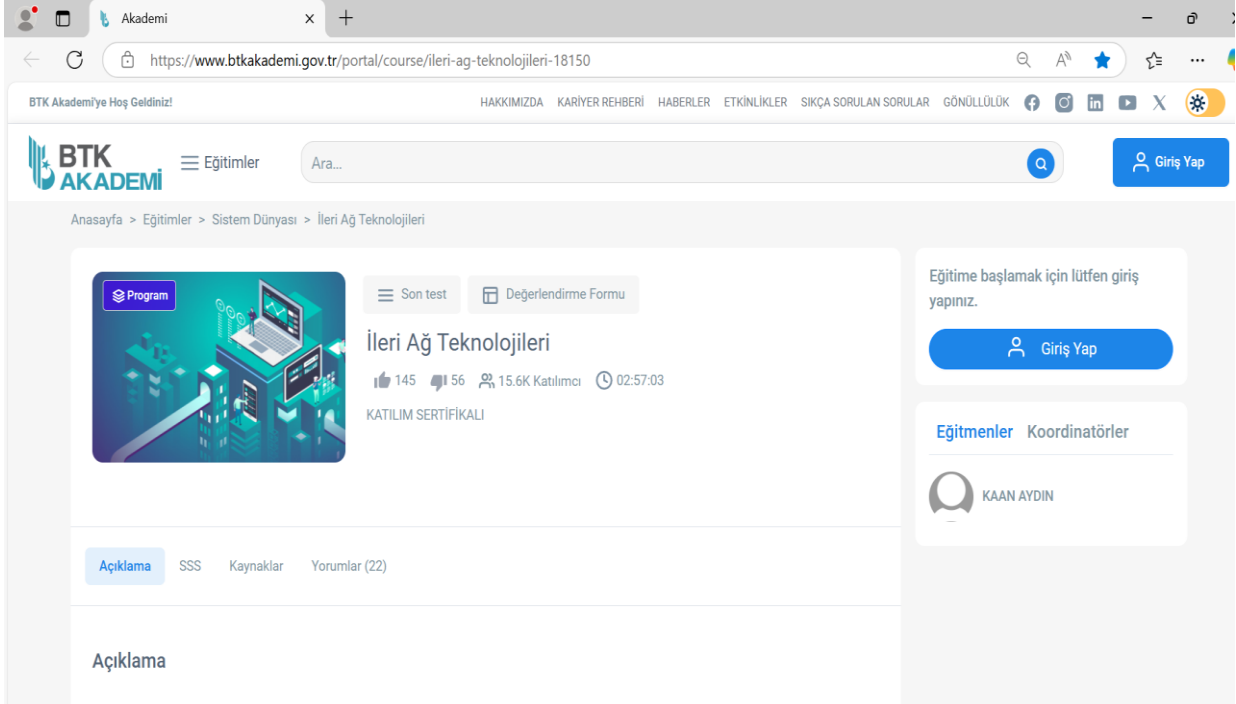 Akademi
https://www.btkakademi.gov.tr/portal/course/ileri-ag-teknolojileri-18150
BTK Akademi'ye Hoş Geldiniz!
HAKKIMIZDA KARİYER REHBERİ HABERLER ETKİNLİKLER SIKÇA SORULAN SORULAR GÖNÜLLÜLÜK
BTK AKADEMİ
Eğitimler
Ara...
Giriş Yap
Anasayfa > Eğitimler > Sistem Dünyası > İleri Ağ Teknolojileri
Program
Son test
Değerlendirme Formu
İleri Ağ Teknolojileri
145 56 15.6K Katılımcı 02:57:03
KATILIM SERTİFİKALI
Eğitime başlamak için lütfen giriş
yapınız.
Giriş Yap
Eğitmenler Koordinatörler
KAAN AYDIN
Açıklama SSS Kaynaklar Yorumlar (22)
Açıklama